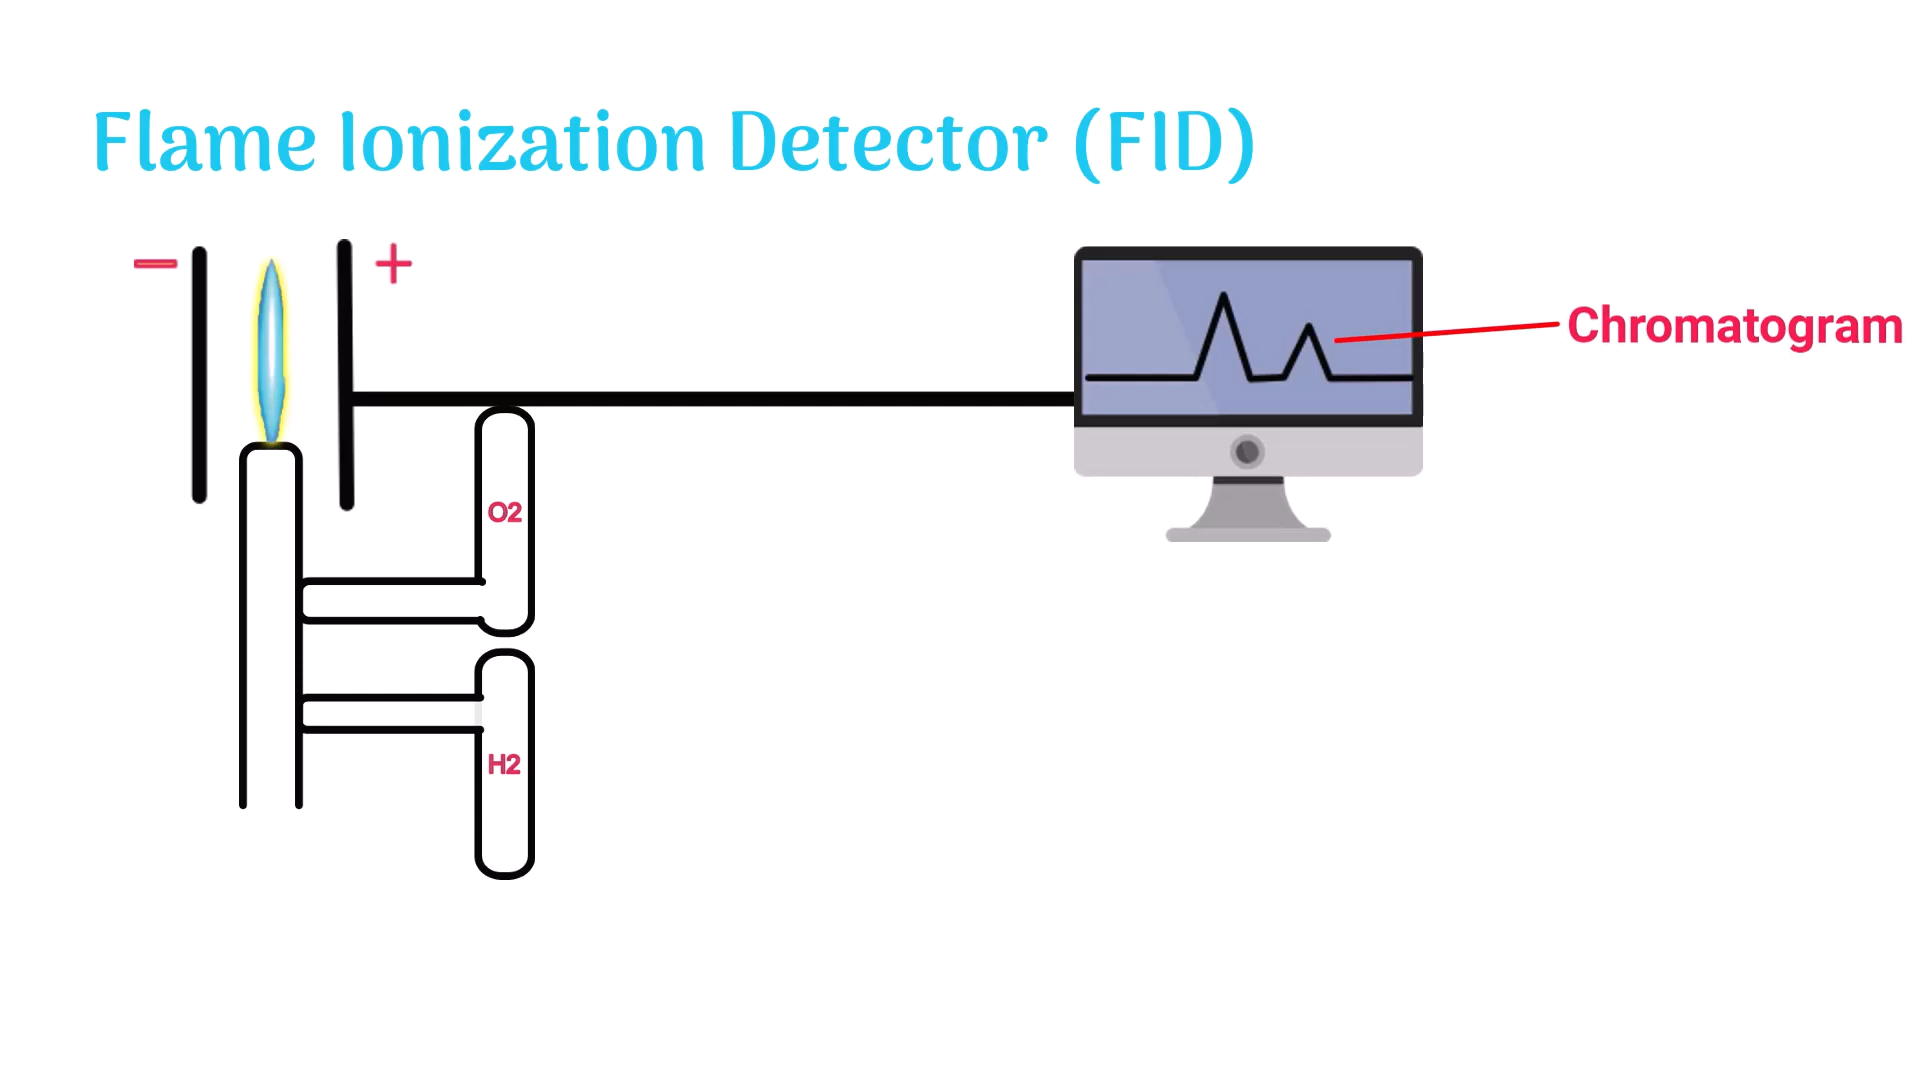 Flame Ionization Detector (FID)
− +
Chromatogram
O2
H2